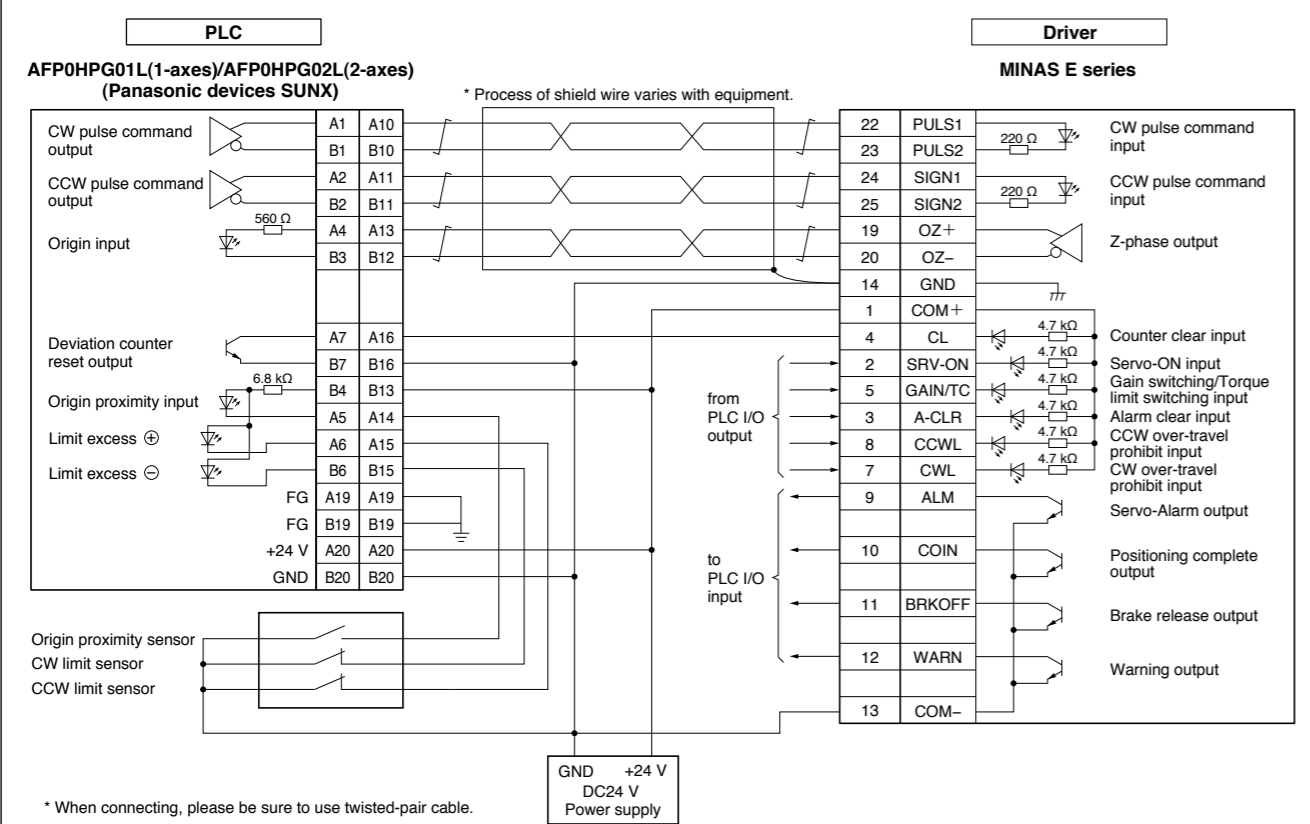 PLC
Driver
AFP0HPG01L(1-axes)/AFP0HPG02L(2-axes)
(Panasonic devices SUNX)
MINAS E series
* Process of shield wire varies with equipment.
CW pulse command
output
A1 A10
B1 B10
CCW pulse command
output
A2 A11
B2 B11
560 Ω
Origin input
A4 A13
B3 B12
Deviation counter
reset output
A7 A16
B7 B16
6.8 kΩ
Origin proximity input
B4 B13
A5 A14
Limit excess ⊕
A6 A15
Limit excess ⊖
B6 B15
FG A19 A19
FG B19 B19
+24 V A20 A20
GND B20 B20
Origin proximity sensor
CW limit sensor
CCW limit sensor
from
PLC I/O
output
to
PLC I/O
input
22 PULS1
23 PULS2
220 Ω
CW pulse command
input
24 SIGN1
25 SIGN2
220 Ω
CCW pulse command
input
19 OZ+
20 OZ−
Z-phase output
14 GND
1 COM+
4 CL 4.7 kΩ Counter clear input
2 SRV-ON 4.7 kΩ Servo-ON input
5 GAIN/TC 4.7 kΩ Gain switching/Torque
limit switching input
3 A-CLR 4.7 kΩ Alarm clear input
8 CCWL 4.7 kΩ CCW over-travel
prohibit input
7 CWL 4.7 kΩ CW over-travel
prohibit input
9 ALM Servo-Alarm output
10 COIN Positioning complete
output
11 BRKOFF Brake release output
12 WARN Warning output
13 COM−
GND +24 V
DC24 V
Power supply
* When connecting, please be sure to use twisted-pair cable.